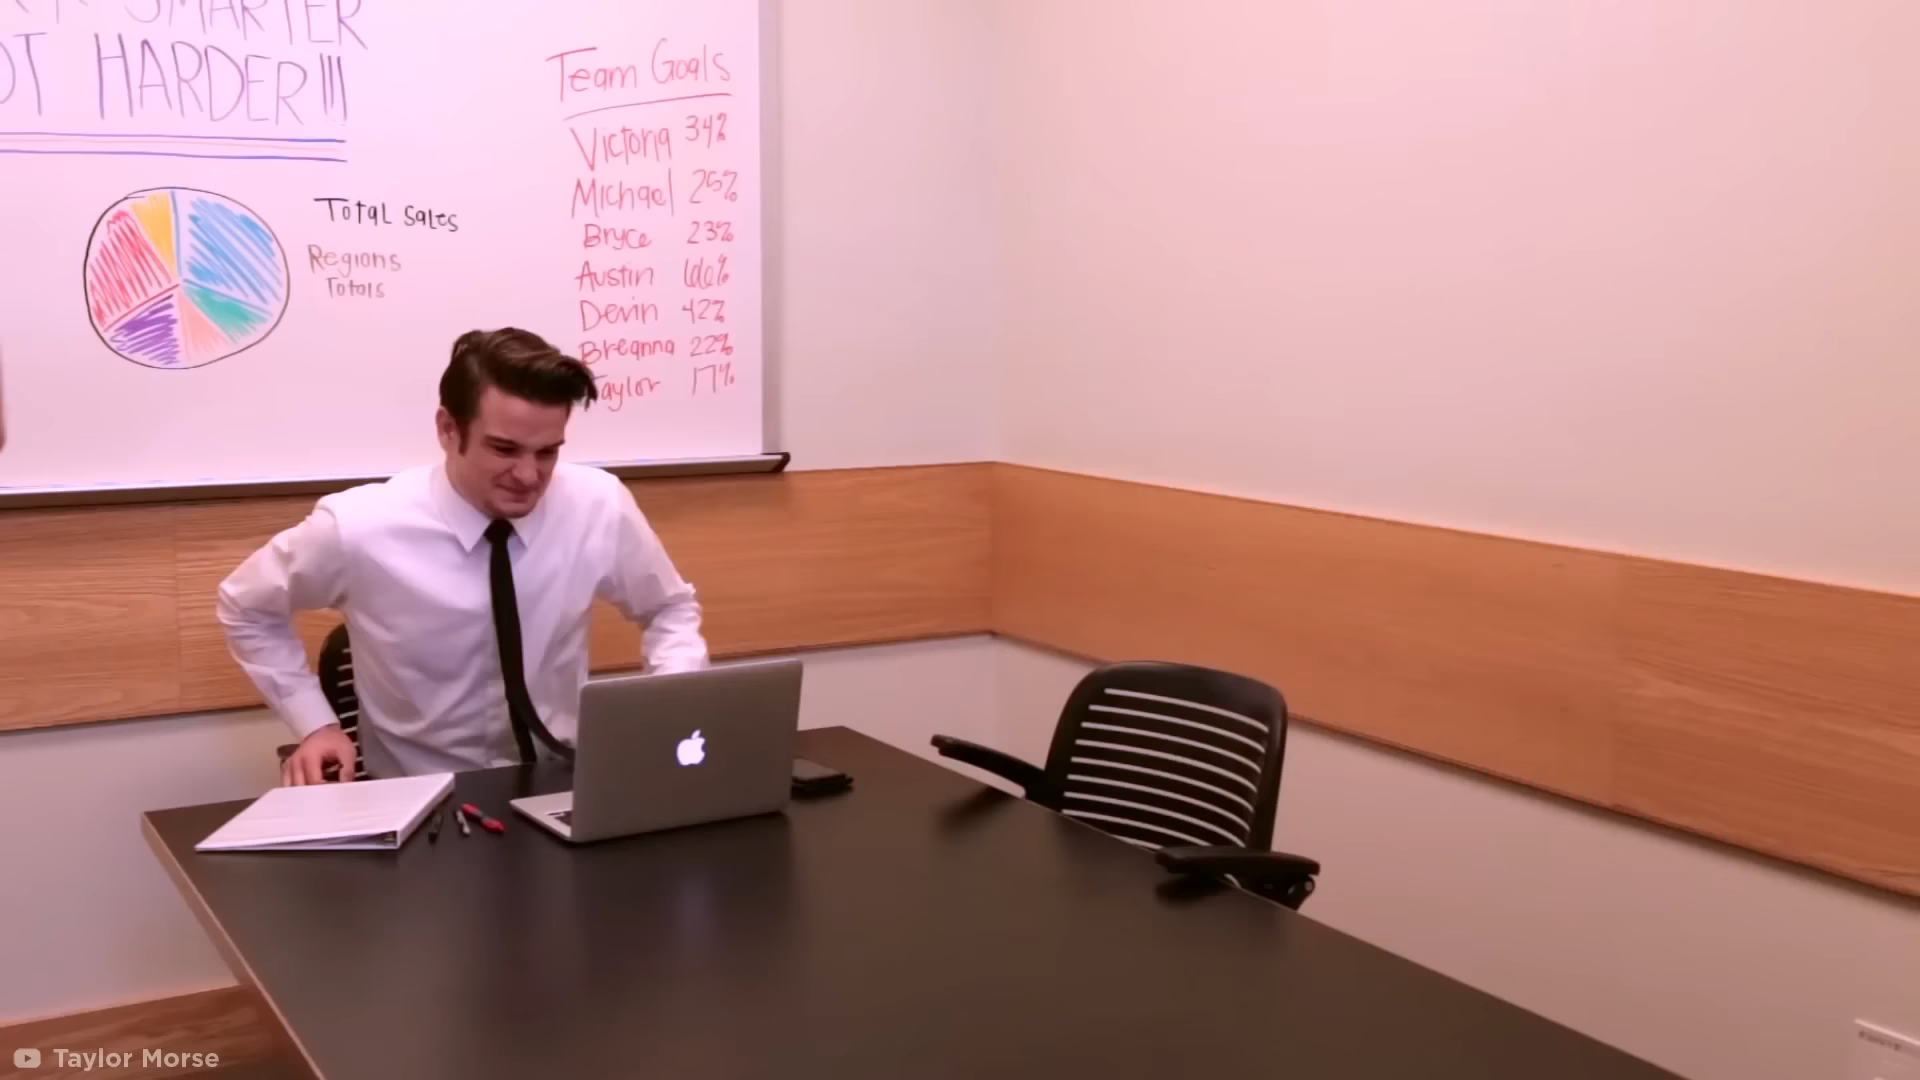 SMARTER
OT HARDER!!!
Total Sales
Regions
Totals
Team Goals
Victoria 34%
Michael 25%
Bryce 23%
Austin 66%
Devin 42%
Breanna 22%
Taylor 17%
Taylor Morse